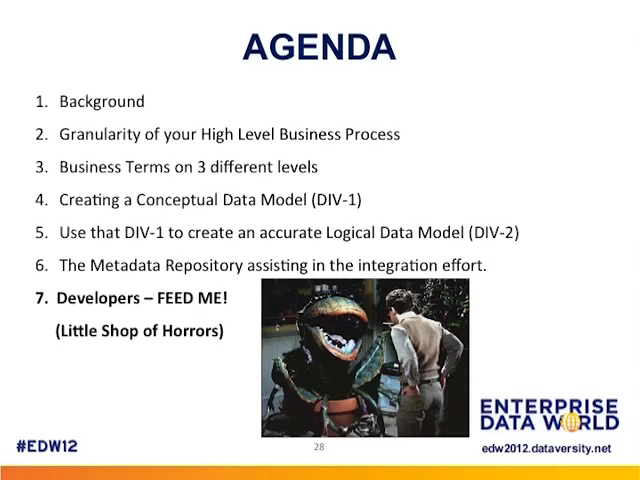 AGENDA
1. Background
2. Granularity of your High Level Business Process
3. Business Terms on 3 different levels
4. Creating a Conceptual Data Model (DIV-1)
5. Use that DIV-1 to create an accurate Logical Data Model (DIV-2)
6. The Metadata Repository assisting in the integration effort.
7. Developers – FEED ME!
(Little Shop of Horrors)
ENTERPRISE
DATA WORLD
#EDW12
28
edw2012.dataversity.net